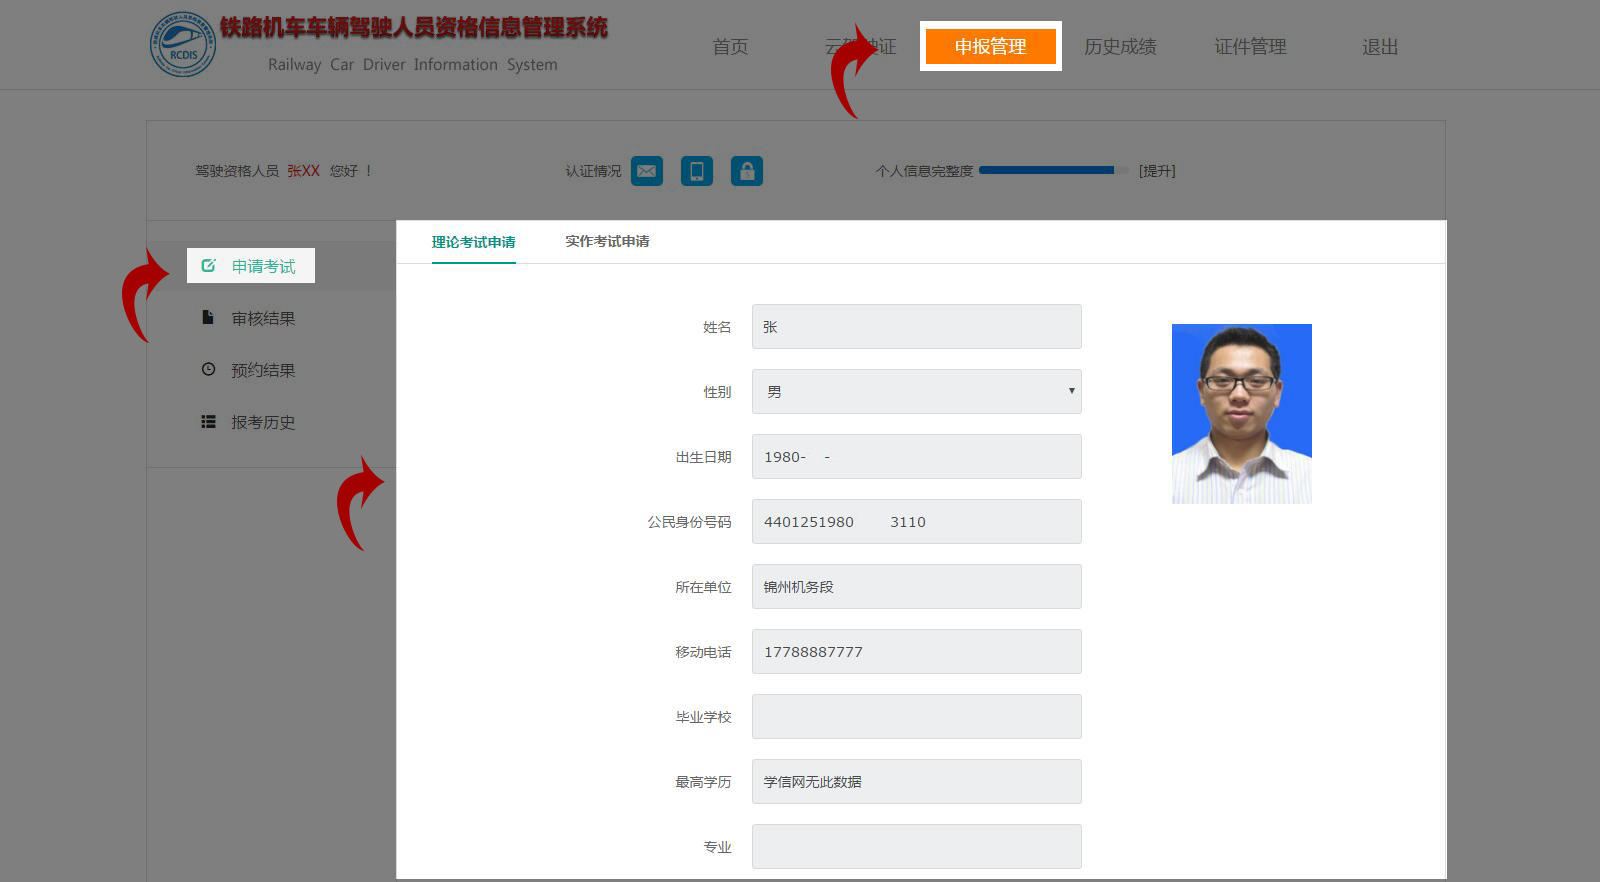 铁路机车车辆驾驶人员资格信息管理系统
Railway Car Driver Information System
RCDIS
首页
云驾驶证
申报管理
历史成绩
证件管理
退出
驾驶资格人员 张XX 您好 !
认证情况
个人信息完整度 [提升]
申请考试
审核结果
预约结果
报考历史
理论考试申请 实作考试申请
姓名 张
性别 男
出生日期 1980- -
公民身份号码 4401251980 3110
所在单位 锦州机务段
移动电话 17788887777
毕业学校
最高学历 学信网无此数据
专业